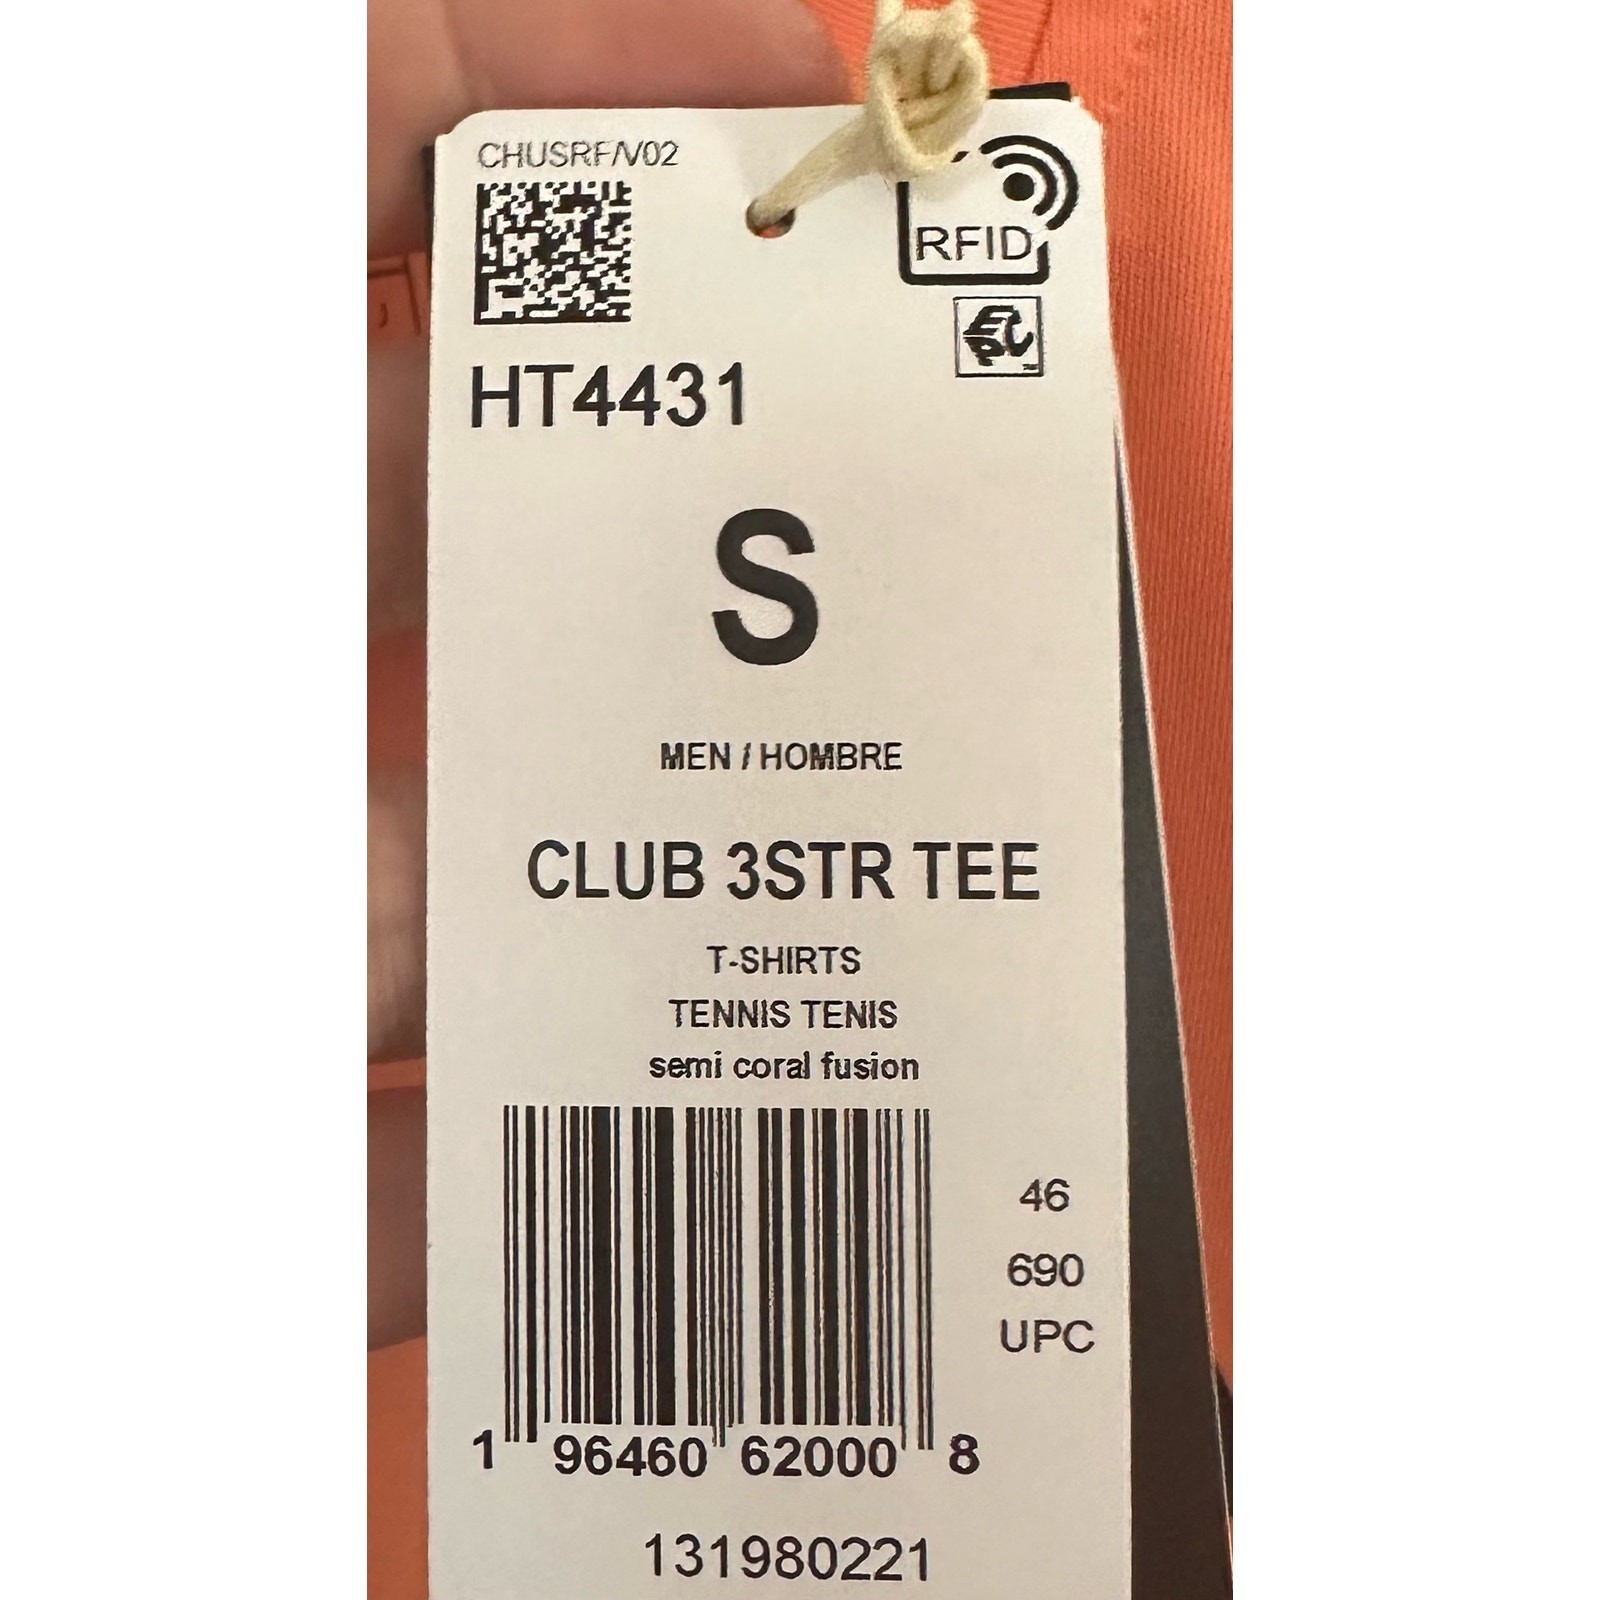 CHUSRF/V02
RFID
EPC
HT4431
S
MEN / HOMBRE
CLUB 3STR TEE
T-SHIRTS
TENNIS TENIS
semi coral fusion
46
690
UPC
1 96460 62000 8
131980221